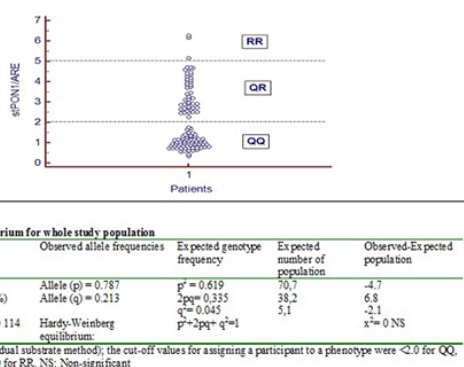 7
6
RR
5
4
QR
3
2
QQ
1
0
stPON1/ARE
1
Patients
rium for whole study population
Observed allele frequencies Expected genotype frequency Expected number of population Observed-Expected population
Allele (p) = 0.787 p² = 0.619 70,7 -4.7
%) Allele (q) = 0.213 2pq= 0,335 38,2 6.8
q²= 0.045 5,1 -2.1
114 Hardy-Weinberg equilibrium: p²+2pq+ q²=1 x²= 0 NS
dual substrate method); the cut-off values for assigning a participant to a phenotype were <2.0 for QQ,
for RR. NS: Non-significant